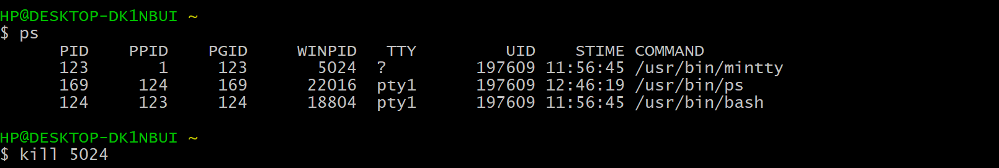 HP@DESKTOP-DK1NBUI ~
$ ps
      PID    PPID    PGID     WINPID   TTY         UID    STIME COMMAND
      123       1     123       5024  ?         197609 11:56:45 /usr/bin/mintty
      169     124     169      22016  pty1      197609 12:46:19 /usr/bin/ps
      124     123     124      18804  pty1      197609 11:56:45 /usr/bin/bash
HP@DESKTOP-DK1NBUI ~
$ kill 5024